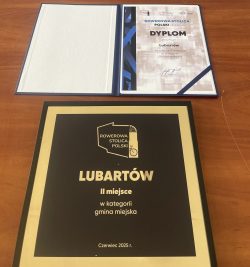 ROWEROWA
STOLICA
POLSKI
DYPLOM
Lubartów
ROWEROWA
STOLICA
POLSKI
LUBARTÓW
II miejsce
w kategorii
gmina miejska
Czerwiec 2025 r.